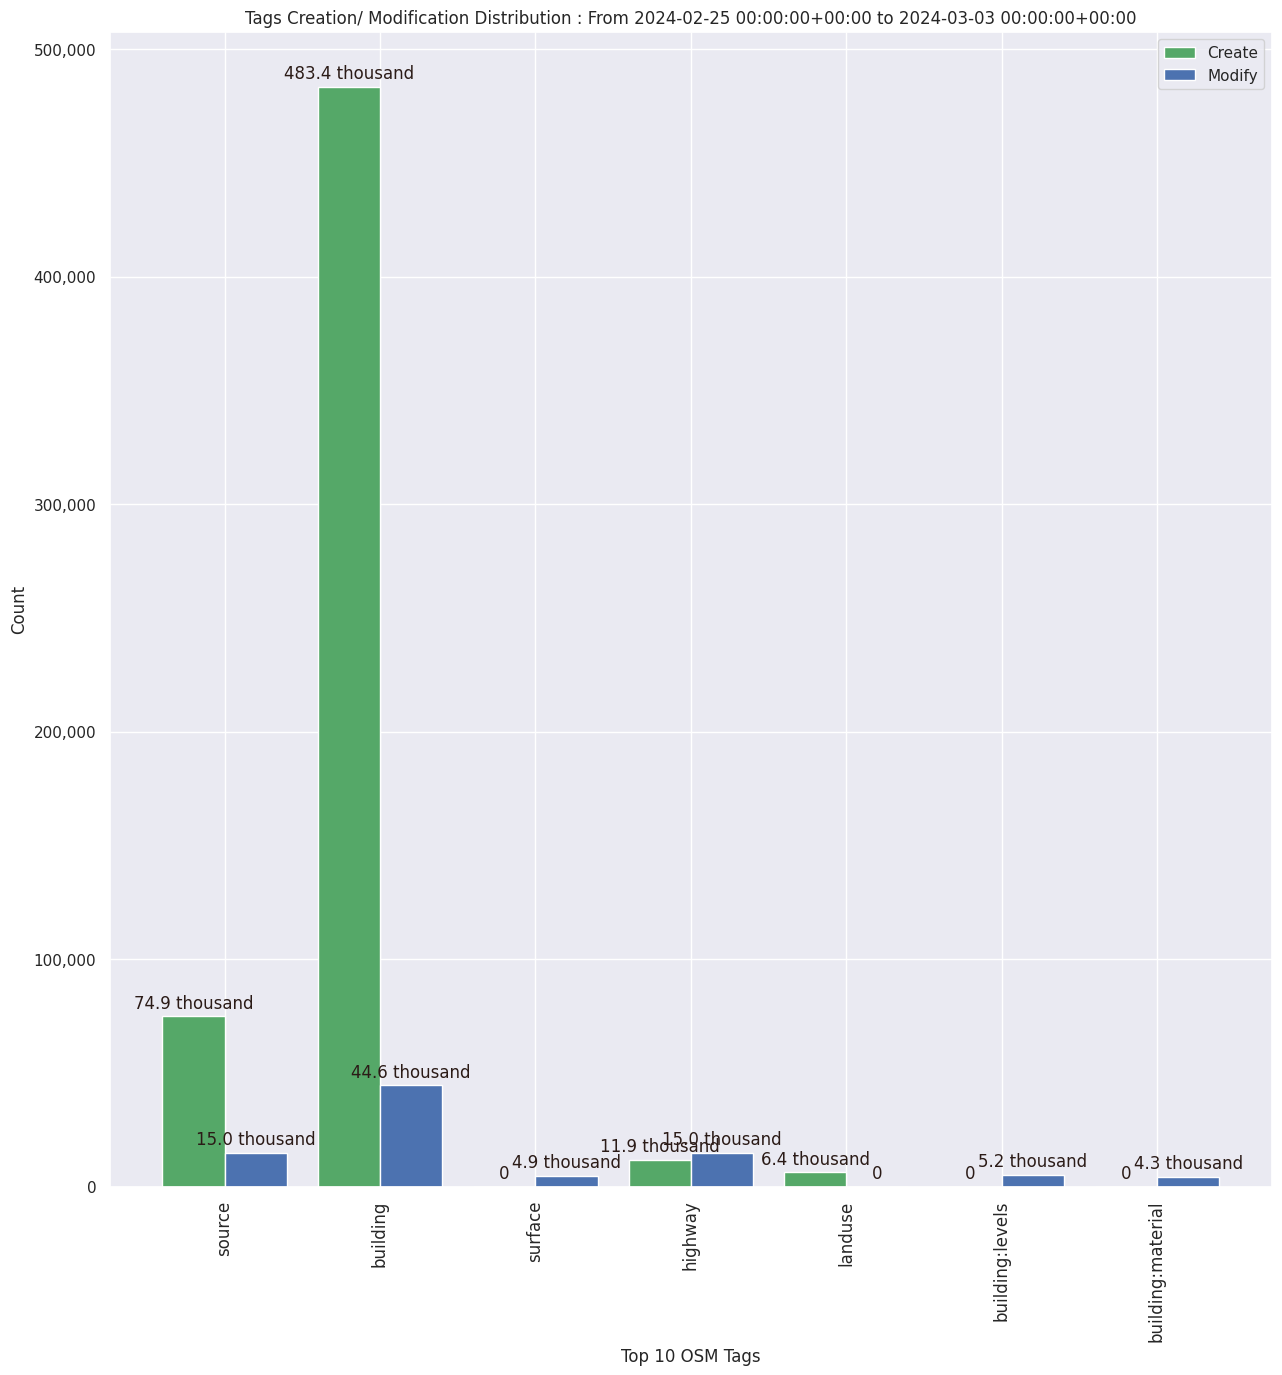 Tags Creation/ Modification Distribution : From 2024-02-25 00:00:00+00:00 to 2024-03-03 00:00:00+00:00
Create
Modify
500,000
400,000
300,000
200,000
100,000
0
Count
74.9 thousand
15.0 thousand
483.4 thousand
44.6 thousand
0
4.9 thousand
11.9 thousand
15.0 thousand
6.4 thousand
0
0
5.2 thousand
0
4.3 thousand
source
building
surface
highway
landuse
building:levels
building:material
Top 10 OSM Tags